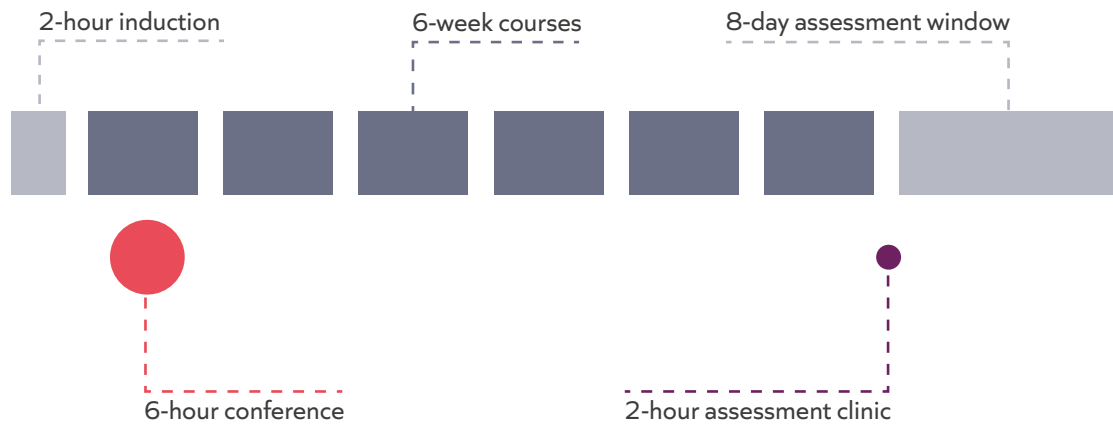 2-hour induction
6-week courses
8-day assessment window
6-hour conference
2-hour assessment clinic